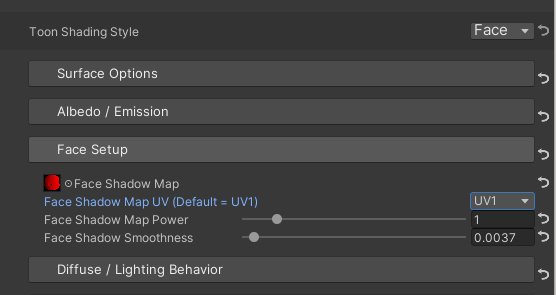 Toon Shading Style Face
Surface Options
Albedo / Emission
Face Setup
Face Shadow Map
Face Shadow Map UV (Default = UV1) UV1
Face Shadow Map Power 1
Face Shadow Smoothness 0.0037
Diffuse / Lighting Behavior